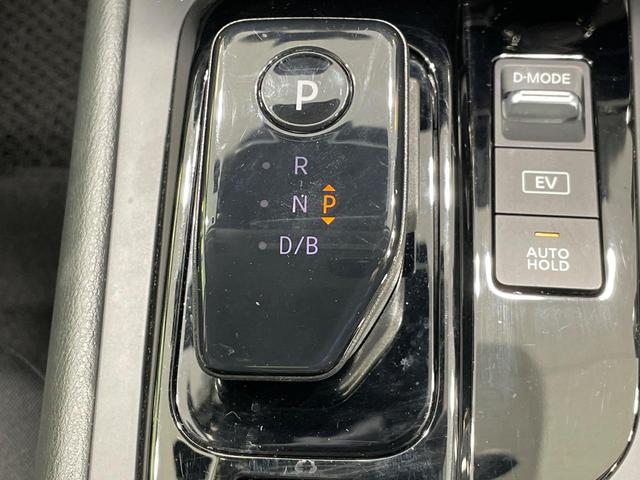 P
R
N P
D/B
D-MODE
EV
AUTO
HOLD